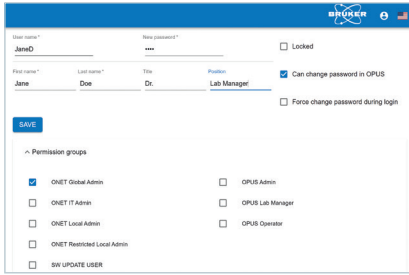 BRUKER
User name *
New password *
JaneD
••••
Locked
First name *
Last name *
Title
Position
Can change password in OPUS
Jane
Doe
Dr.
Lab Manager
Force change password during login
SAVE
Permission groups
ONET Global Admin
OPUS Admin
ONET IT Admin
OPUS Lab Manager
ONET Local Admin
OPUS Operator
ONET Restricted Local Admin
SW UPDATE USER